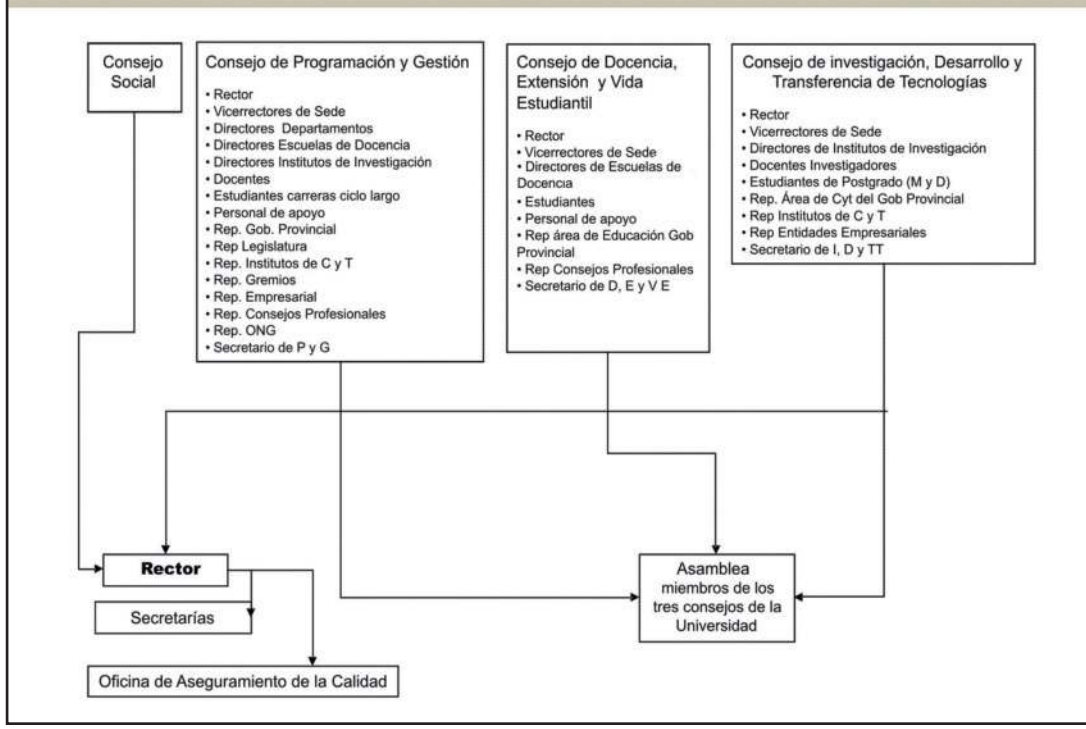 Consejo
Social
Consejo de Programación y Gestión
• Rector
• Vicerrectores de Sede
• Directores Departamentos
• Directores Escuelas de Docencia
• Directores Institutos de Investigación
• Docentes
• Estudiantes carreras ciclo largo
• Personal de apoyo
• Rep. Gob. Provincial
• Rep Legislatura
• Rep. Institutos de C y T
• Rep. Gremios
• Rep. Empresarial
• Rep. Consejos Profesionales
• Rep. ONG
• Secretario de P y G
Consejo de Docencia,
Extensión y Vida
Estudiantil
• Rector
• Vicerrectores de Sede
• Directores de Escuelas de
Docencia
• Estudiantes
• Personal de apoyo
• Rep área de Educación Gob
Provincial
• Rep Consejos Profesionales
• Secretario de D, E y V E
Consejo de investigación, Desarrollo y
Transferencia de Tecnologías
• Rector
• Vicerrectores de Sede
• Directores de Institutos de Investigación
• Docentes Investigadores
• Estudiantes de Postgrado (M y D)
• Rep. Área de Cyt del Gob Provincial
• Rep Institutos de C y T
• Rep Entidades Empresariales
• Secretario de I, D y TT
Rector
Secretarías
Oficina de Aseguramiento de la Calidad
Asamblea
miembros de los
tres consejos de la
Universidad